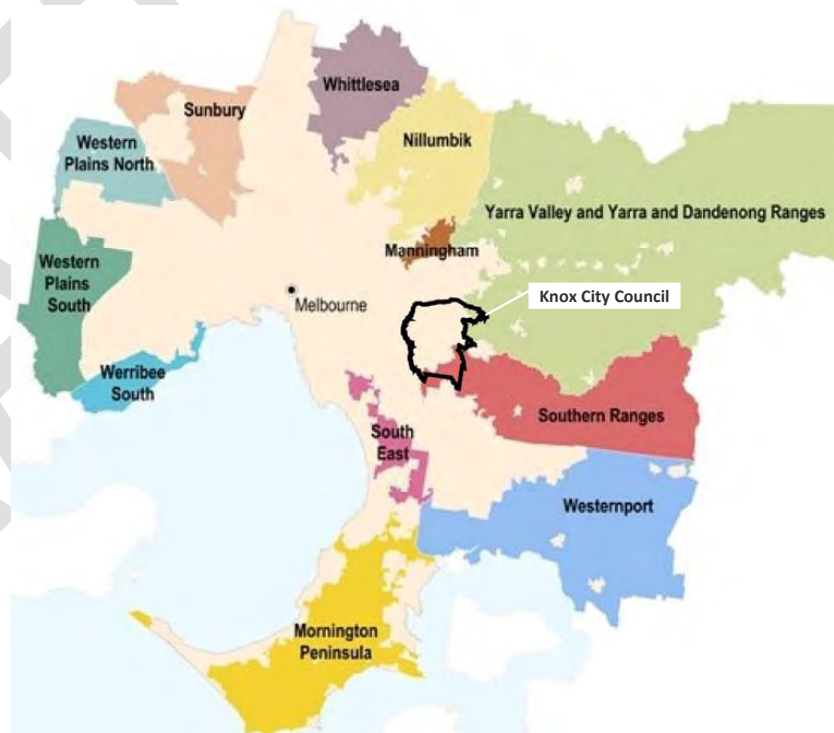 Whittlesea
Sunbury
Nillumbik
Western
Plains North
Yarra Valley and Yarra and Dandenong Ranges
Manningham
Western
Plains
South
Knox City Council
Melbourne
Werribee
South
Southern Ranges
South
East
Westernport
Mornington
Peninsula